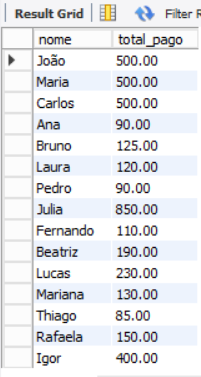 Result Grid Filter R
nome total_pago
João 500.00
Maria 500.00
Carlos 500.00
Ana 90.00
Bruno 125.00
Laura 120.00
Pedro 90.00
Julia 850.00
Fernando 110.00
Beatriz 190.00
Lucas 230.00
Mariana 130.00
Thiago 85.00
Rafaela 150.00
Igor 400.00